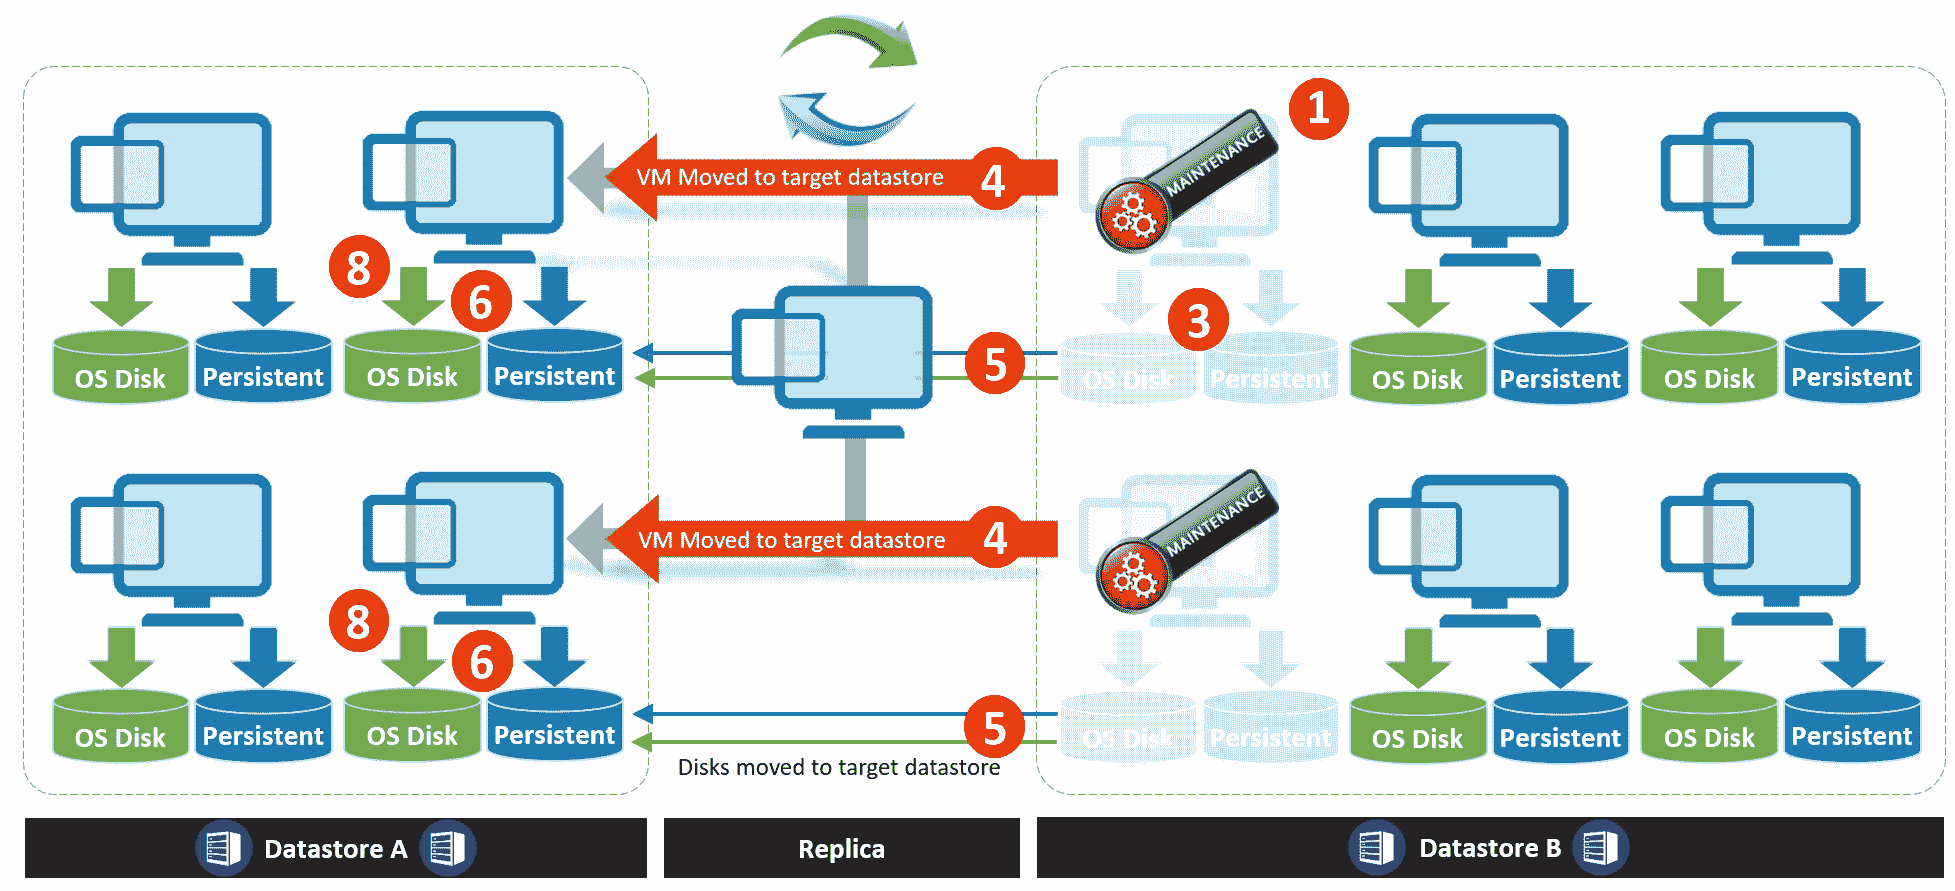 1
MAINTENANCE
VM Moved to target datastore
4
8
6
3
5
OS Disk
Persistent
OS Disk
Persistent
OS Disk
Persistent
OS Disk
Persistent
OS Disk
Persistent
MAINTENANCE
VM Moved to target datastore
4
8
6
5
OS Disk
Persistent
OS Disk
Persistent
OS Disk
Persistent
OS Disk
Persistent
OS Disk
Persistent
Disks moved to target datastore
Datastore A
Replica
Datastore B